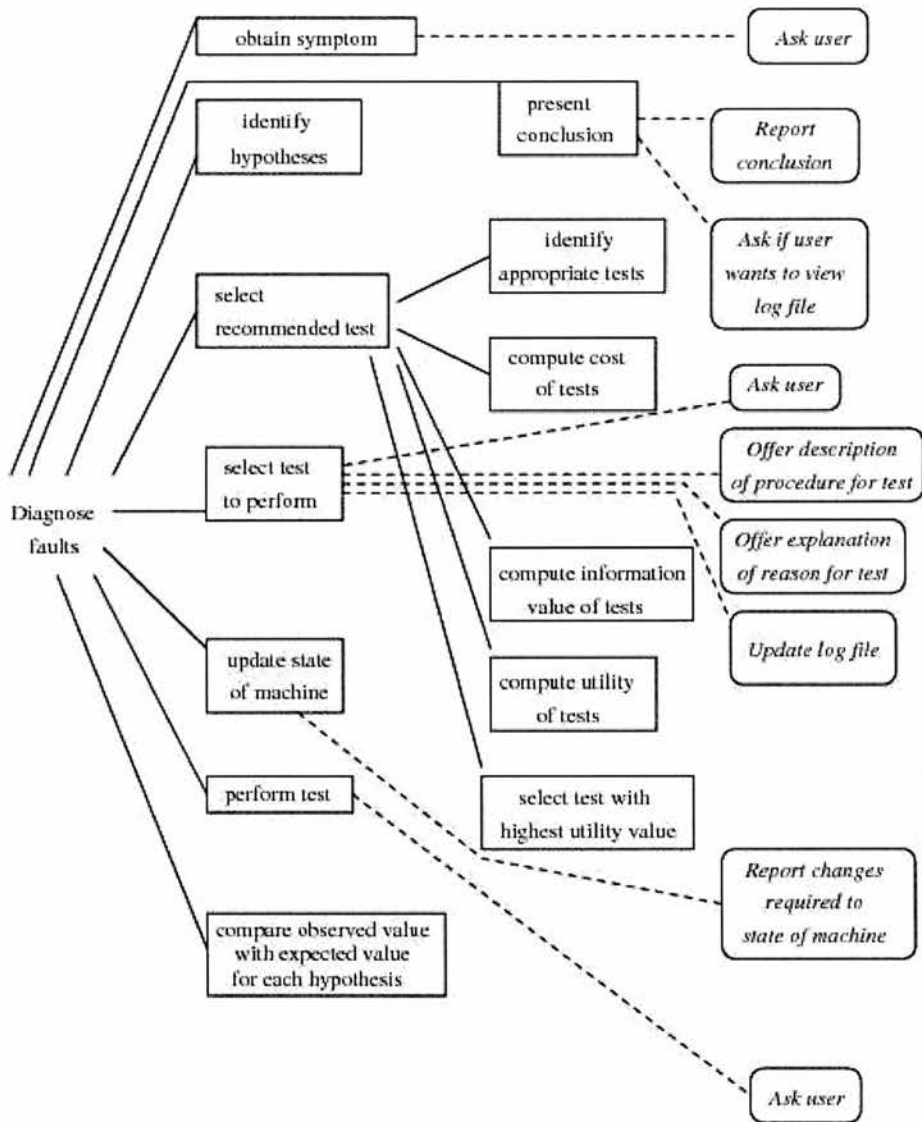 obtain symptom
Ask user
identify
hypotheses
present
conclusion
Report
conclusion
identify
appropriate tests
Ask if user
wants to view
log file
select
recommended test
compute cost
of tests
Ask user
select test
to perform
Offer description
of procedure for test
Diagnose
faults
Offer explanation
of reason for test
compute information
value of tests
Update log file
update state
of machine
compute utility
of tests
perform test
select test with
highest utility value
Report changes
required to
state of machine
compare observed value
with expected value
for each hypothesis
Ask user